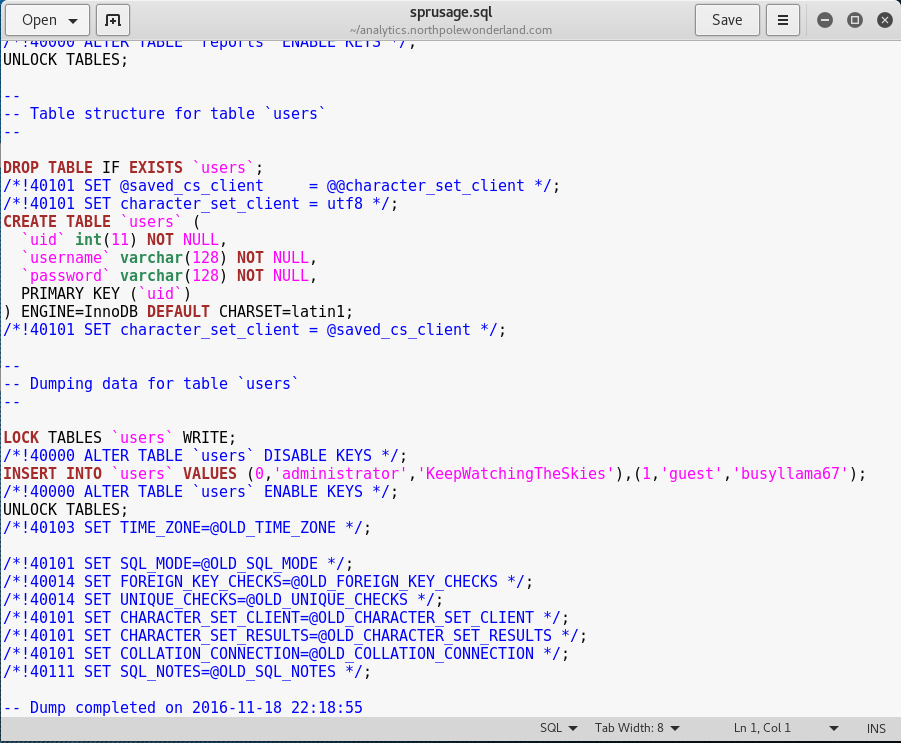 Open
sprusage.sql
~/analytics.northpolewonderland.com
Save
/*!40000 ALTER TABLE `reports` ENABLE KEYS */;
UNLOCK TABLES;
--
-- Table structure for table `users`
--
DROP TABLE IF EXISTS `users`;
/*!40101 SET @saved_cs_client     = @@character_set_client */;
/*!40101 SET character_set_client = utf8 */;
CREATE TABLE `users` (
  `uid` int(11) NOT NULL,
  `username` varchar(128) NOT NULL,
  `password` varchar(128) NOT NULL,
  PRIMARY KEY (`uid`)
) ENGINE=InnoDB DEFAULT CHARSET=latin1;
/*!40101 SET character_set_client = @saved_cs_client */;
--
-- Dumping data for table `users`
--
LOCK TABLES `users` WRITE;
/*!40000 ALTER TABLE `users` DISABLE KEYS */;
INSERT INTO `users` VALUES (0,'administrator','KeepWatchingTheSkies'),(1,'guest','busyllama67');
/*!40000 ALTER TABLE `users` ENABLE KEYS */;
UNLOCK TABLES;
/*!40103 SET TIME_ZONE=@OLD_TIME_ZONE */;
/*!40101 SET SQL_MODE=@OLD_SQL_MODE */;
/*!40014 SET FOREIGN_KEY_CHECKS=@OLD_FOREIGN_KEY_CHECKS */;
/*!40014 SET UNIQUE_CHECKS=@OLD_UNIQUE_CHECKS */;
/*!40101 SET CHARACTER_SET_CLIENT=@OLD_CHARACTER_SET_CLIENT */;
/*!40101 SET CHARACTER_SET_RESULTS=@OLD_CHARACTER_SET_RESULTS */;
/*!40101 SET COLLATION_CONNECTION=@OLD_COLLATION_CONNECTION */;
/*!40111 SET SQL_NOTES=@OLD_SQL_NOTES */;
-- Dump completed on 2016-11-18 22:18:55
SQL Tab Width: 8 Ln 1, Col 1 INS